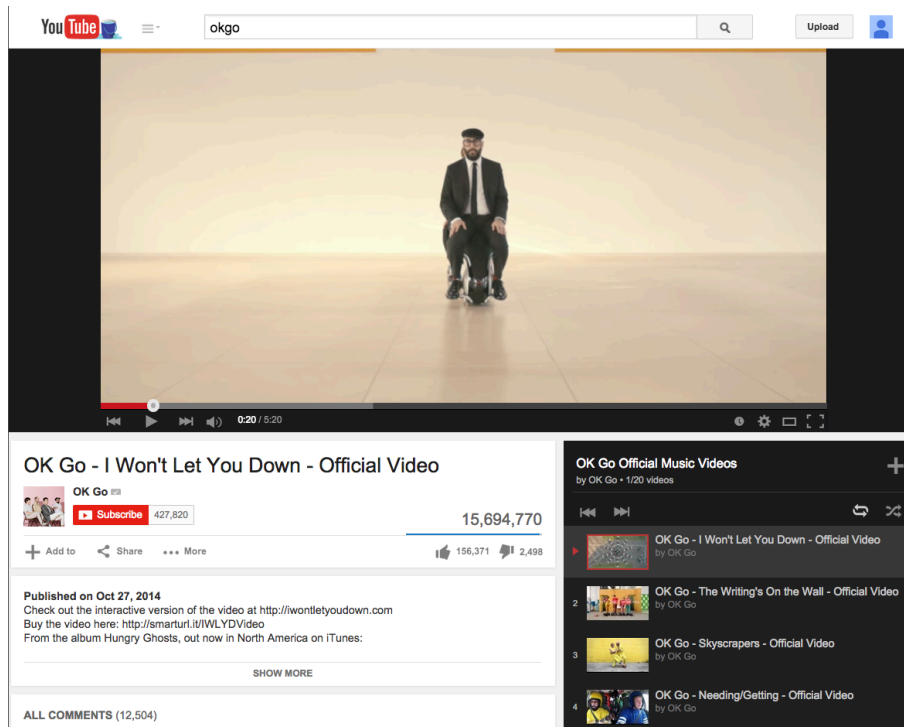 YouTube
okgo
Upload
0:20 / 5:20
OK Go - I Won't Let You Down - Official Video
OK Go
Subscribe 427,820
15,694,770
Add to Share More 156,371 2,498
Published on Oct 27, 2014
Check out the interactive version of the video at http://iwontletyoudown.com
Buy the video here: http://smarturl.it/IWLYDVideo
From the album Hungry Ghosts, out now in North America on iTunes:
SHOW MORE
ALL COMMENTS (12,504)
OK Go Official Music Videos
by OK Go • 1/20 videos
OK Go - I Won't Let You Down - Official Video
by OK Go
2 OK Go - The Writing's On the Wall - Official Video
by OK Go
3 OK Go - Skyscrapers - Official Video
by OK Go
4 OK Go - Needing/Getting - Official Video
by OK Go